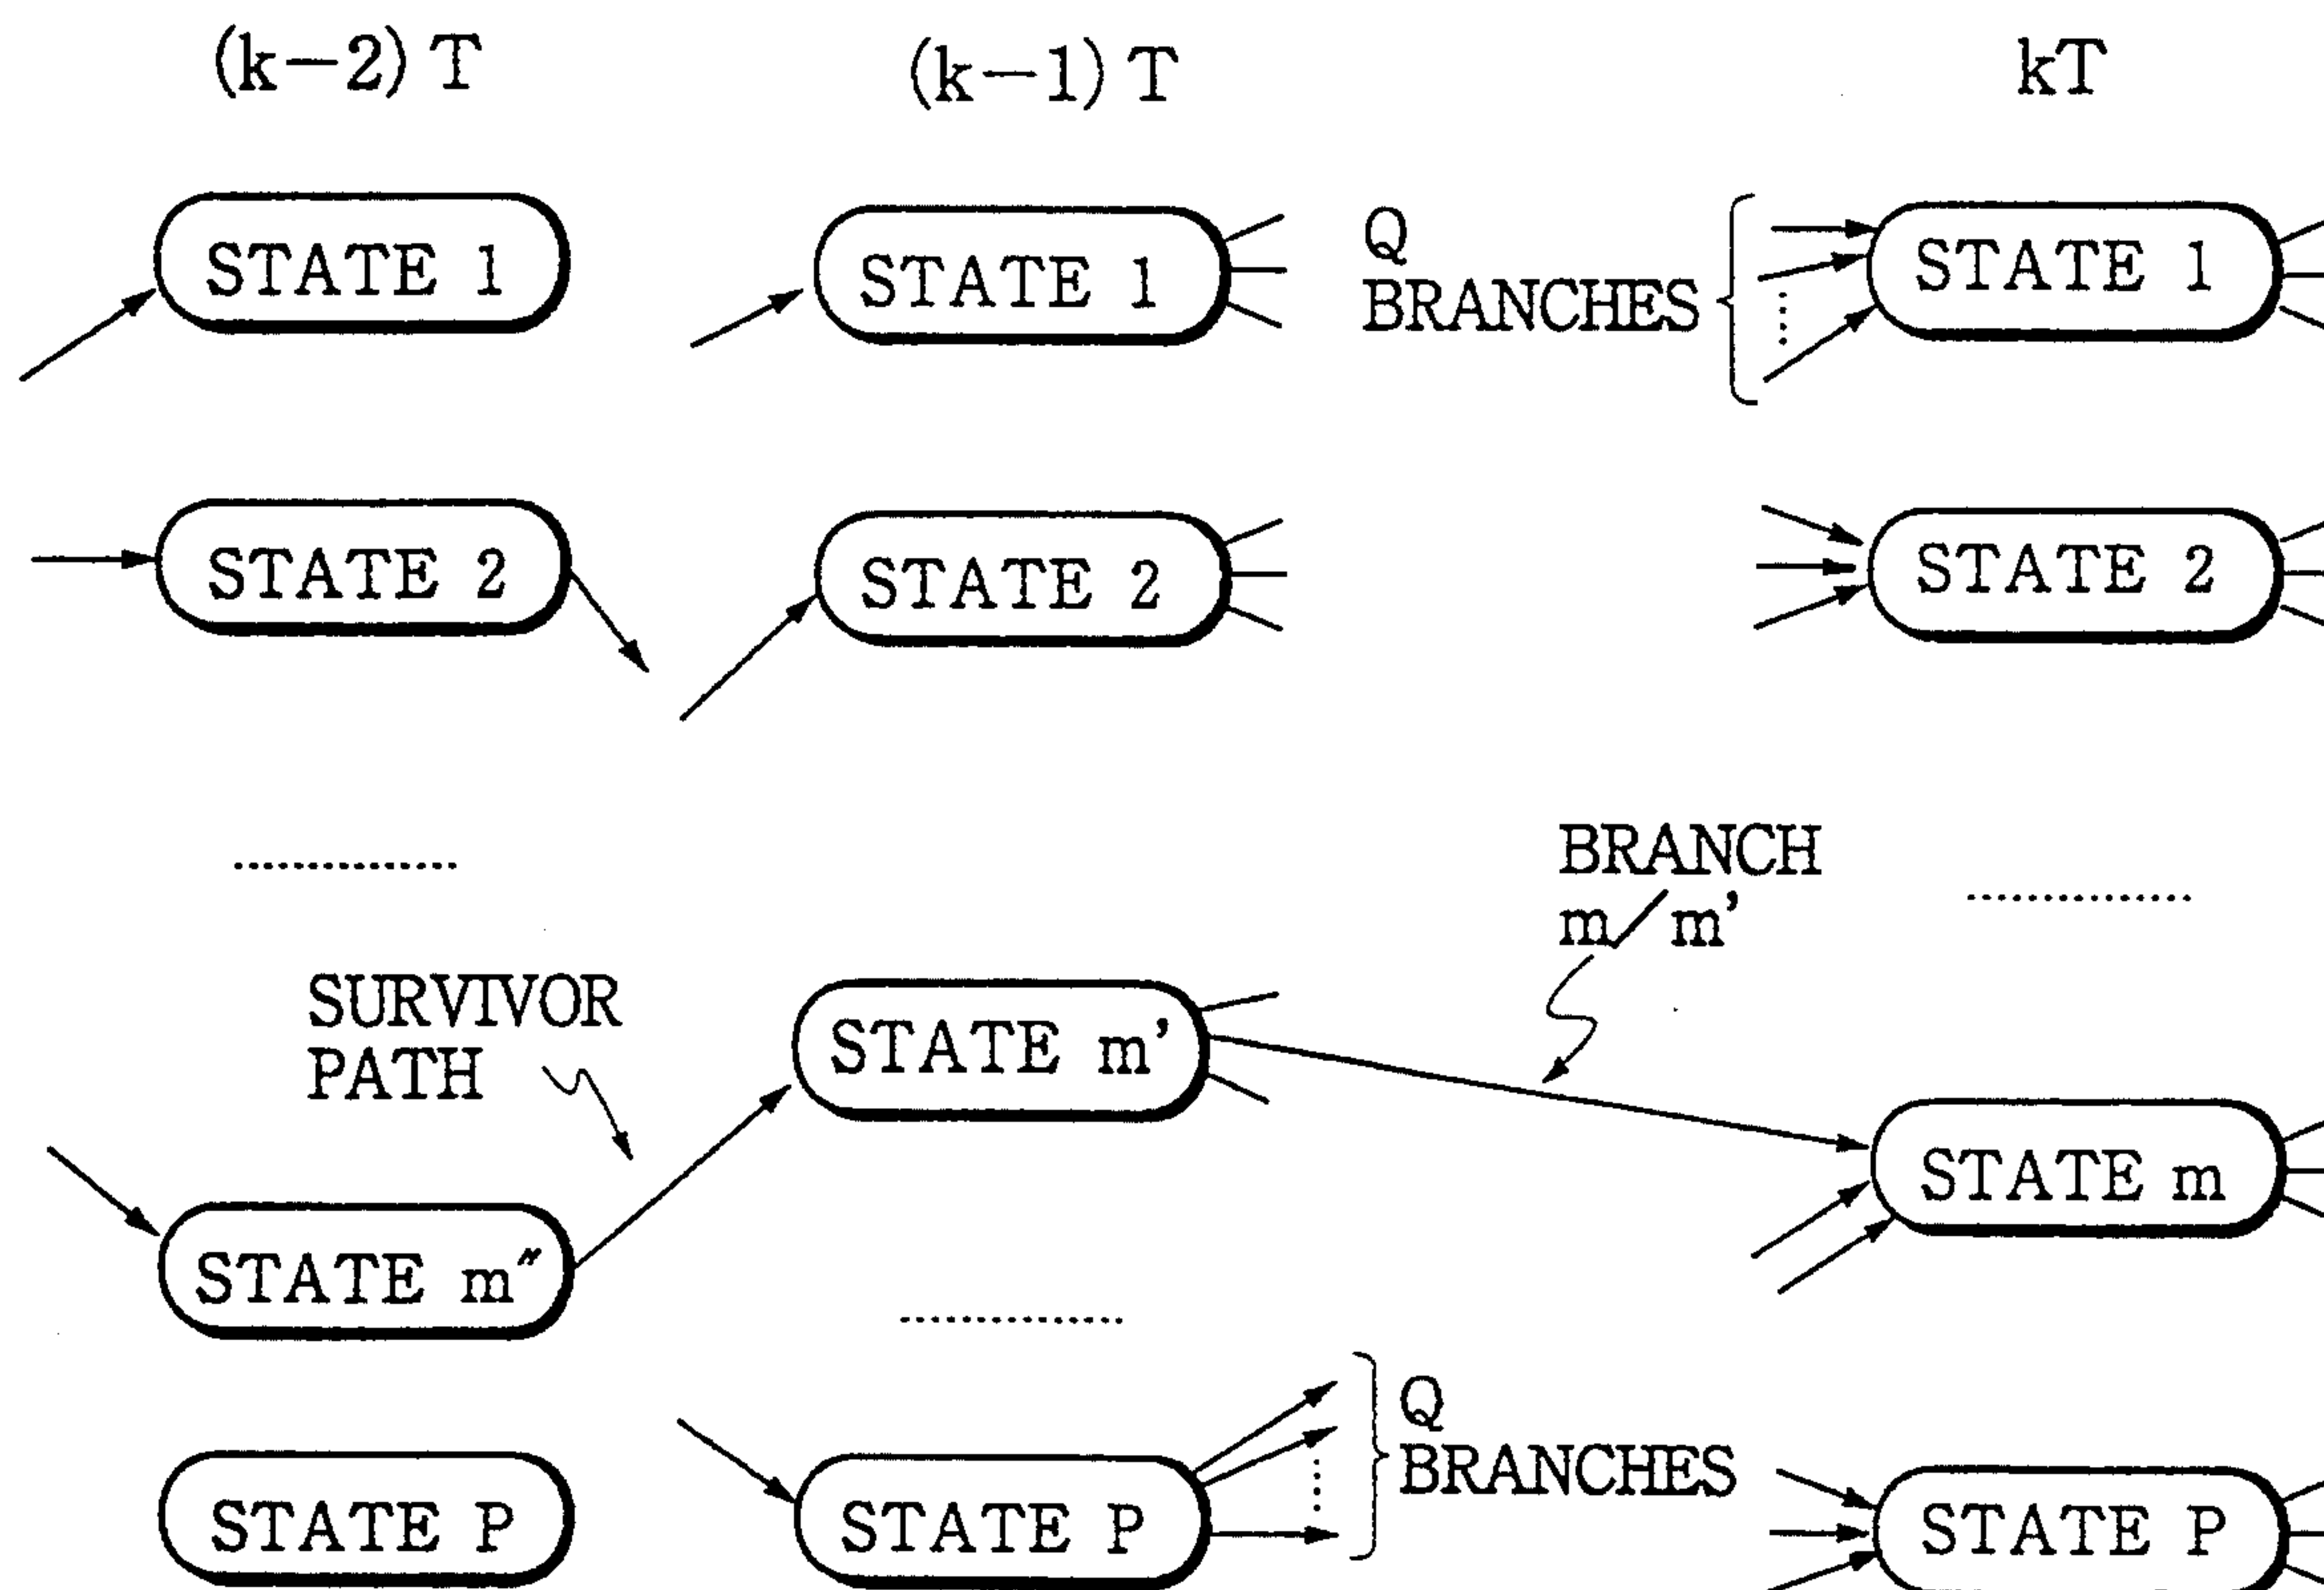 (k-2) T
(k-1) T
kT
STATE 1
STATE 1
Q
BRANCHES
STATE 1
STATE 2
STATE 2
STATE 2
BRANCH
m/m'
SURVIVOR
PATH
STATE m'
STATE m
STATE m"
Q
BRANCHES
STATE P
STATE P
STATE P